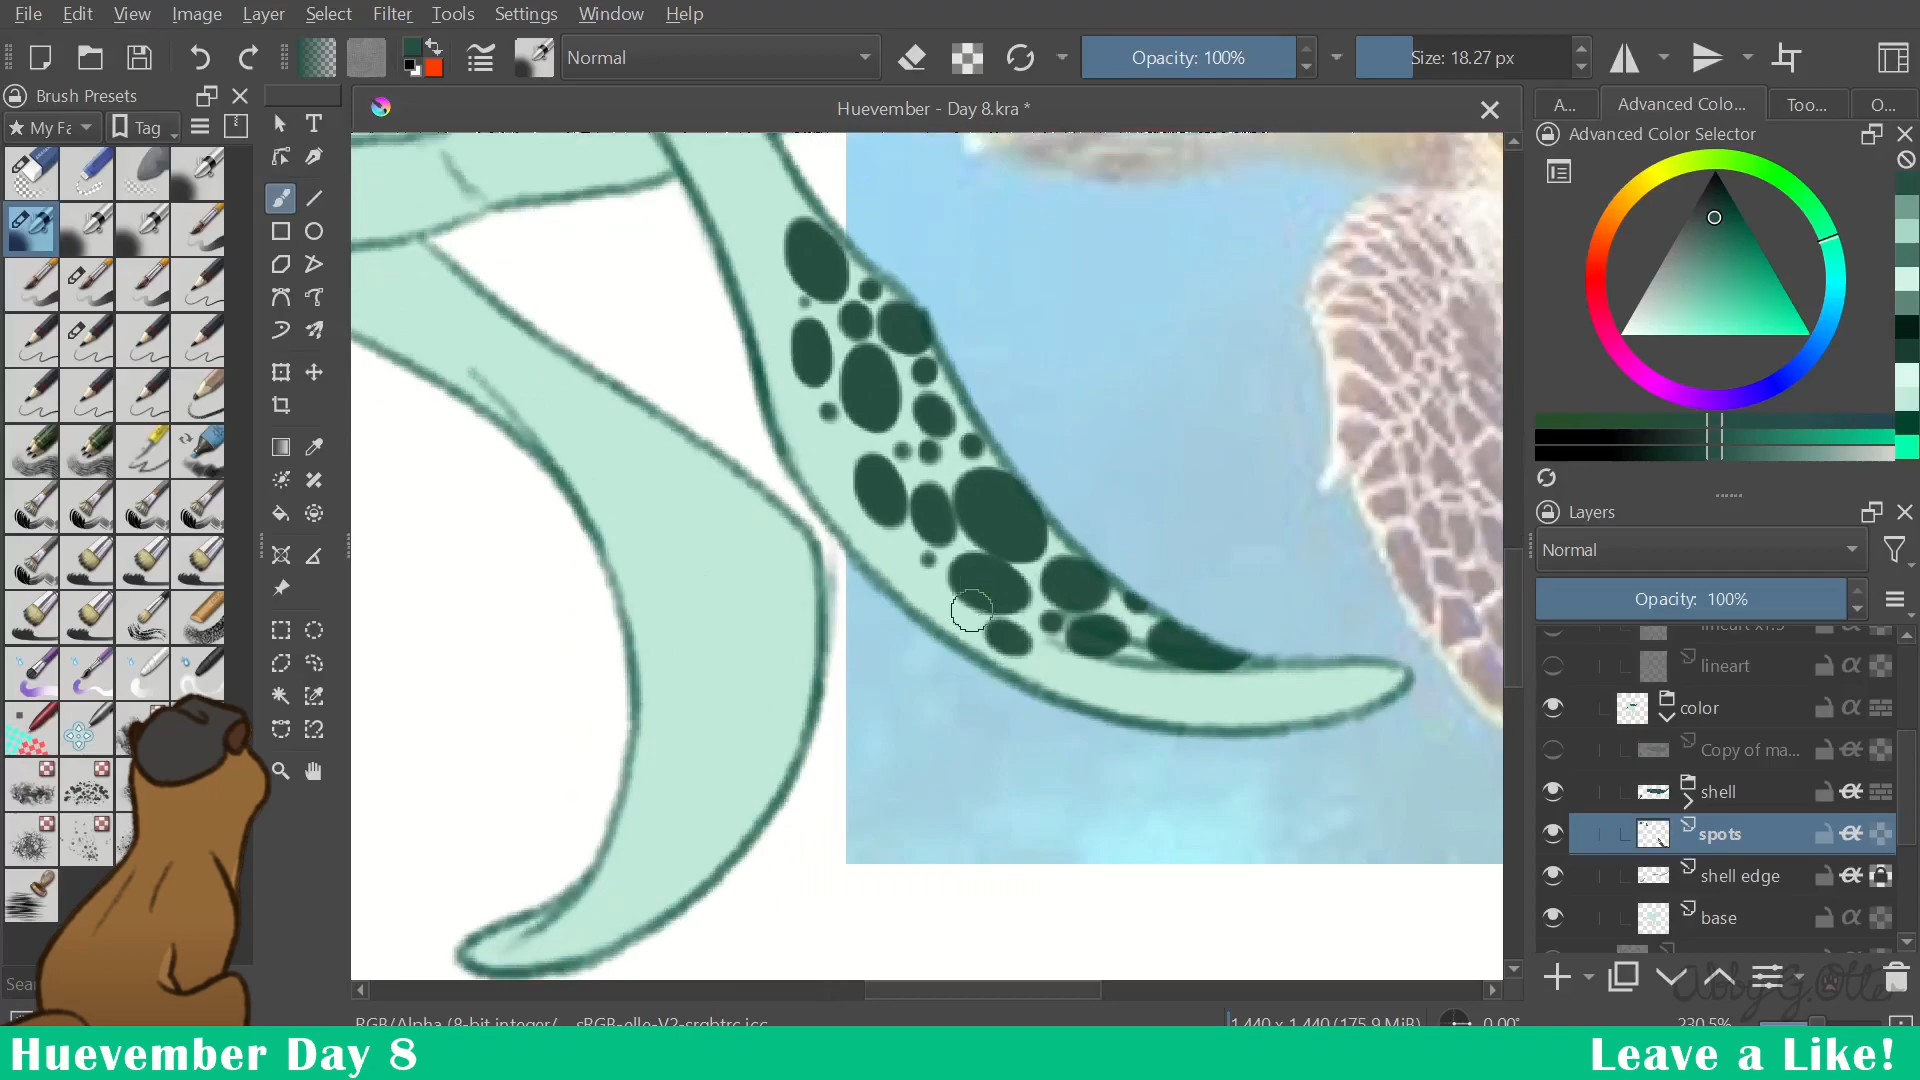 File Edit View Image Layer Select Filter Tools Settings Window Help
Normal
Opacity: 100%
Size: 18.27 px
Brush Presets
Huevember - Day 8.kra *
A...
Advanced Colo...
Too...
O...
★ My Fa
Tag
Advanced Color Selector
Layers
Normal
Opacity: 100%
lineart x1.5
lineart
color
Copy of ma...
shell
spots
shell edge
base
Sear
RGB/Alpha (8-bit integer/... sRGB-elle-V2-srgbtrc.icc
1,440 x 1,440 (175.9 MiB)
0.00°
230.5%
Abby G. Otte
Huevember Day 8
Leave a Like!